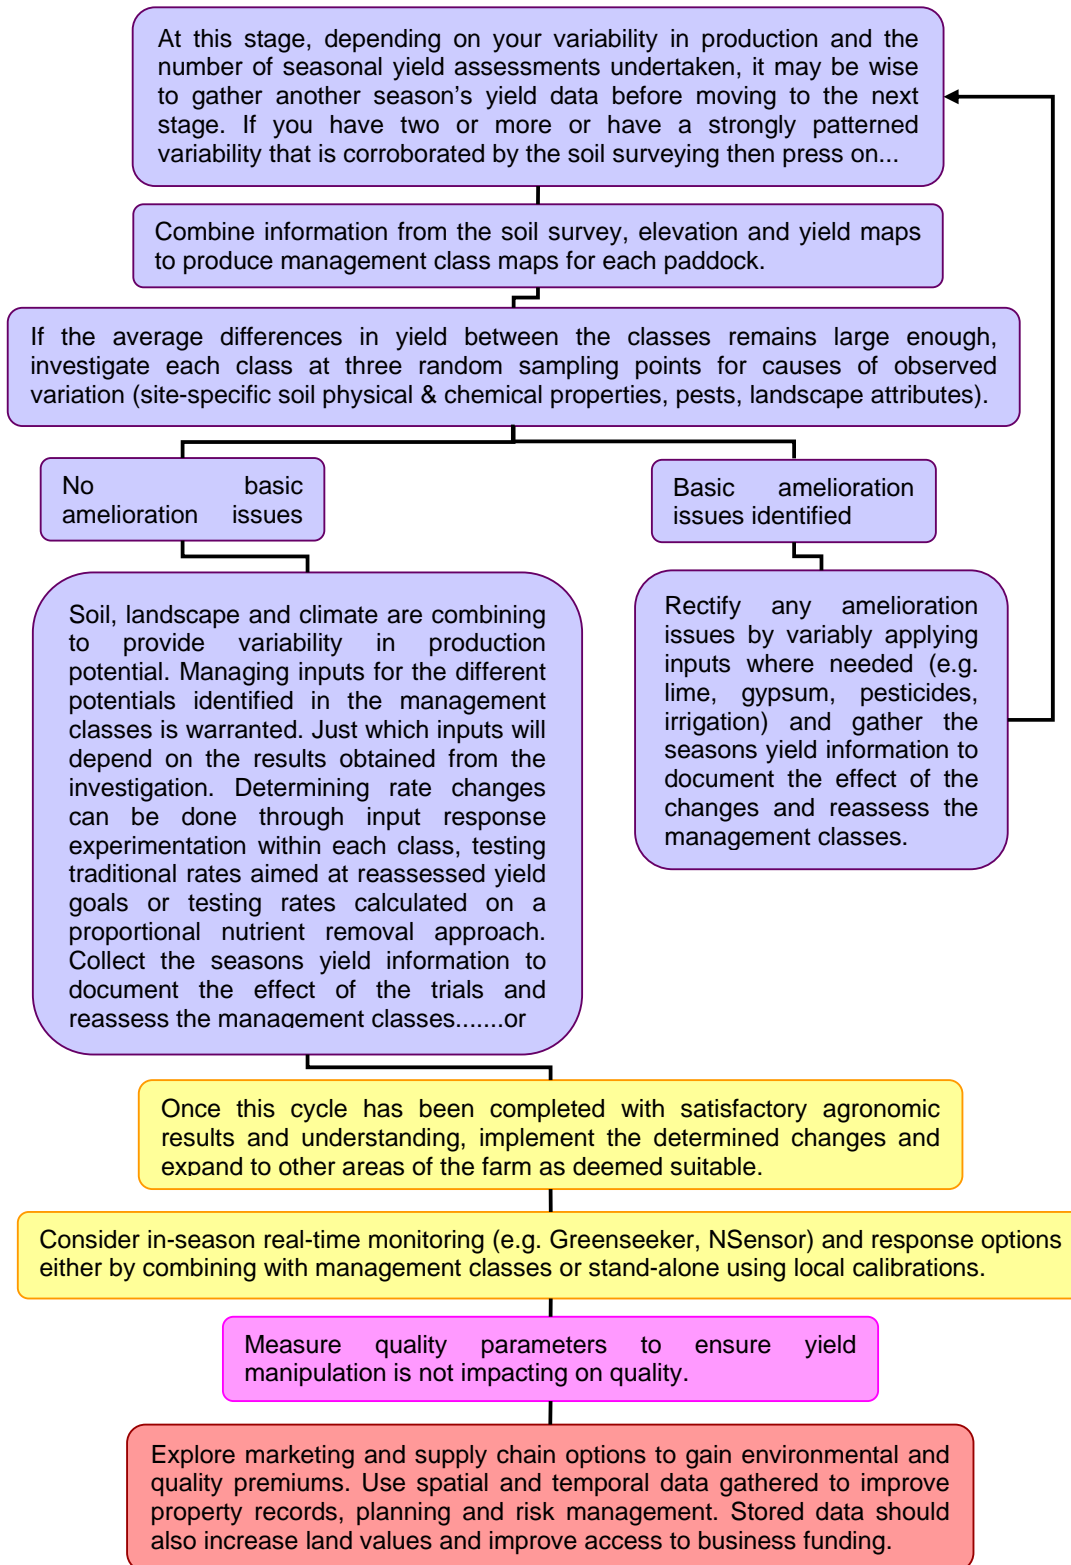 At this stage, depending on your variability in production and the
number of seasonal yield assessments undertaken, it may be wise
to gather another season's yield data before moving to the next
stage. If you have two or more or have a strongly patterned
variability that is corroborated by the soil surveying then press on...
Combine information from the soil survey, elevation and yield maps
to produce management class maps for each paddock.
If the average differences in yield between the classes remains large enough,
investigate each class at three random sampling points for causes of observed
variation (site-specific soil physical & chemical properties, pests, landscape attributes).
No basic
amelioration issues
Basic amelioration
issues identified
Soil, landscape and climate are combining
to provide variability in production
potential. Managing inputs for the different
potentials identified in the management
classes is warranted. Just which inputs will
depend on the results obtained from the
investigation. Determining rate changes
can be done through input response
experimentation within each class, testing
traditional rates aimed at reassessed yield
goals or testing rates calculated on a
proportional nutrient removal approach.
Collect the seasons yield information to
document the effect of the trials and
reassess the management classes.......or
Rectify any amelioration
issues by variably applying
inputs where needed (e.g.
lime, gypsum, pesticides,
irrigation) and gather the
seasons yield information to
document the effect of the
changes and reassess the
management classes.
Once this cycle has been completed with satisfactory agronomic
results and understanding, implement the determined changes and
expand to other areas of the farm as deemed suitable.
Consider in-season real-time monitoring (e.g. Greenseeker, NSensor) and response options
either by combining with management classes or stand-alone using local calibrations.
Measure quality parameters to ensure yield
manipulation is not impacting on quality.
Explore marketing and supply chain options to gain environmental and
quality premiums. Use spatial and temporal data gathered to improve
property records, planning and risk management. Stored data should
also increase land values and improve access to business funding.